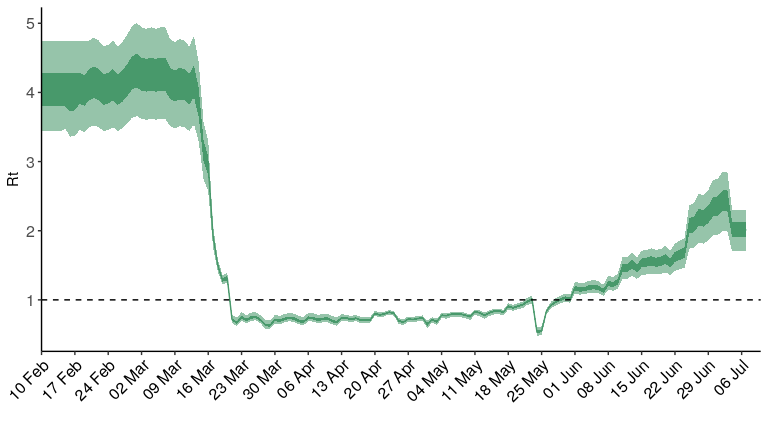 Rt
5
4
3
2
1
10 Feb
17 Feb
24 Feb
02 Mar
09 Mar
16 Mar
23 Mar
30 Mar
06 Apr
13 Apr
20 Apr
27 Apr
04 May
11 May
18 May
25 May
01 Jun
08 Jun
15 Jun
22 Jun
29 Jun
06 Jul